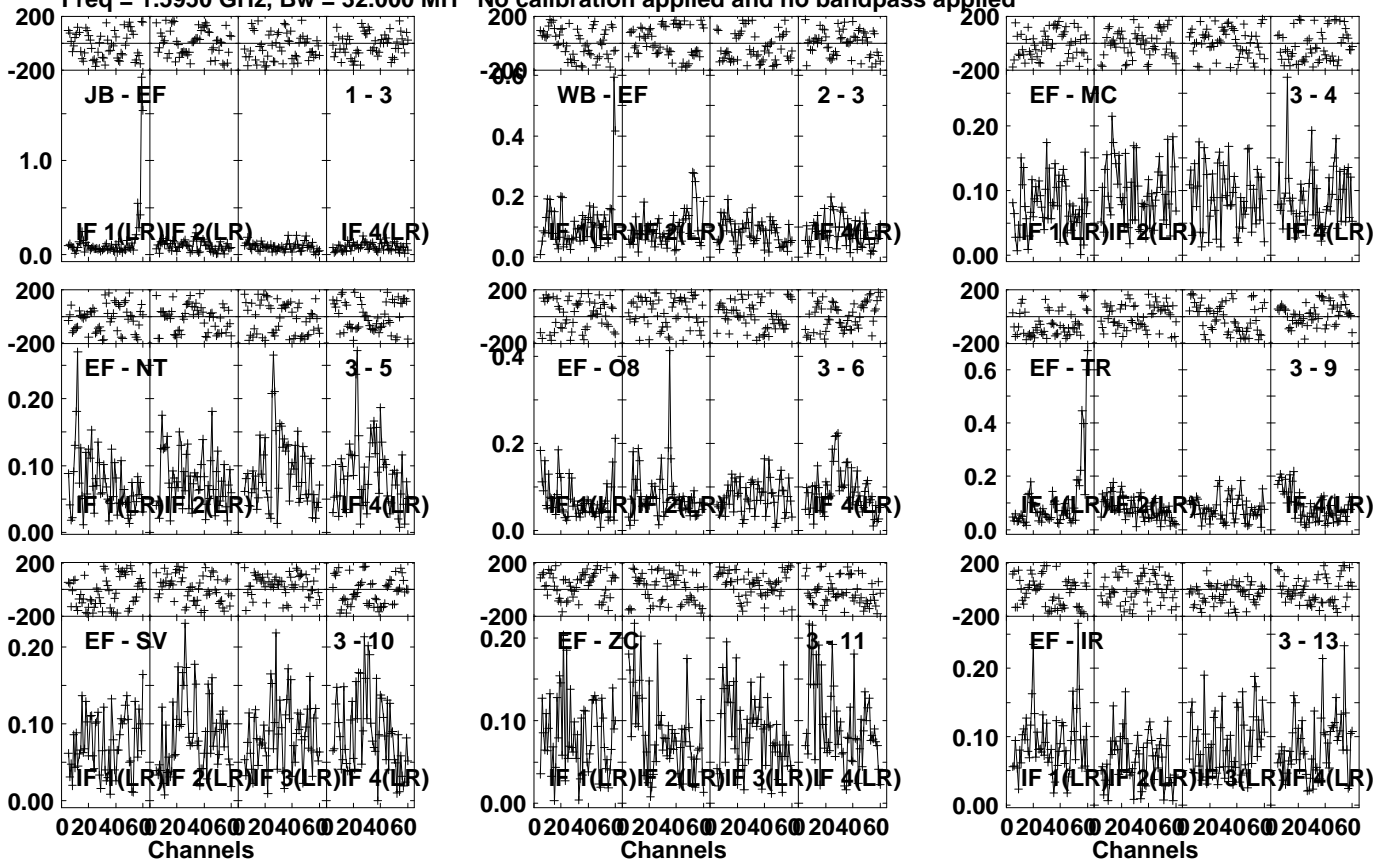 Freq = 1.5950 GHz, Bw = 32.000 MH No calibration applied and no bandpass applied
200 200 200
-200 -200 -200
JB - EF 1 - 3 WB - EF 2 - 3 EF - MC 3 - 4
1.0 0.0
0.6 0.4 0.2 0.0
0.20 0.10 0.00
IF 1(LR) IF 2(LR) IF 4(LR) IF 1(LR) IF 2(LR) IF 4(LR) IF 1(LR) IF 2(LR) IF 4(LR)
200 200 200
-200 -200 -200
EF - NT 3 - 5 EF - O8 3 - 6 EF - TR 3 - 9
0.20 0.10 0.00
0.4 0.2 0.0
0.6 0.4 0.2 0.0
IF 1(LR) IF 2(LR) IF 4(LR) IF 1(LR) IF 2(LR) IF 4(LR) IF 1(LR) IF 2(LR) IF 4(LR)
200 200 200
-200 -200 -200
EF - SV 3 - 10 EF - ZC 3 - 11 EF - IR 3 - 13
0.20 0.10 0.00
0.20 0.10 0.00
0.20 0.10 0.00
IF 1(LR) IF 2(LR) IF 3(LR) IF 4(LR) IF 1(LR) IF 2(LR) IF 3(LR) IF 4(LR) IF 1(LR) IF 2(LR) IF 3(LR) IF 4(LR)
0 20 40 60 0 20 40 60 0 20 40 60 0 20 40 60 0 20 40 60 0 20 40 60 0 20 40 60 0 20 40 60 0 20 40 60 0 20 40 60 0 20 40 60 0 20 40 60
Channels Channels Channels